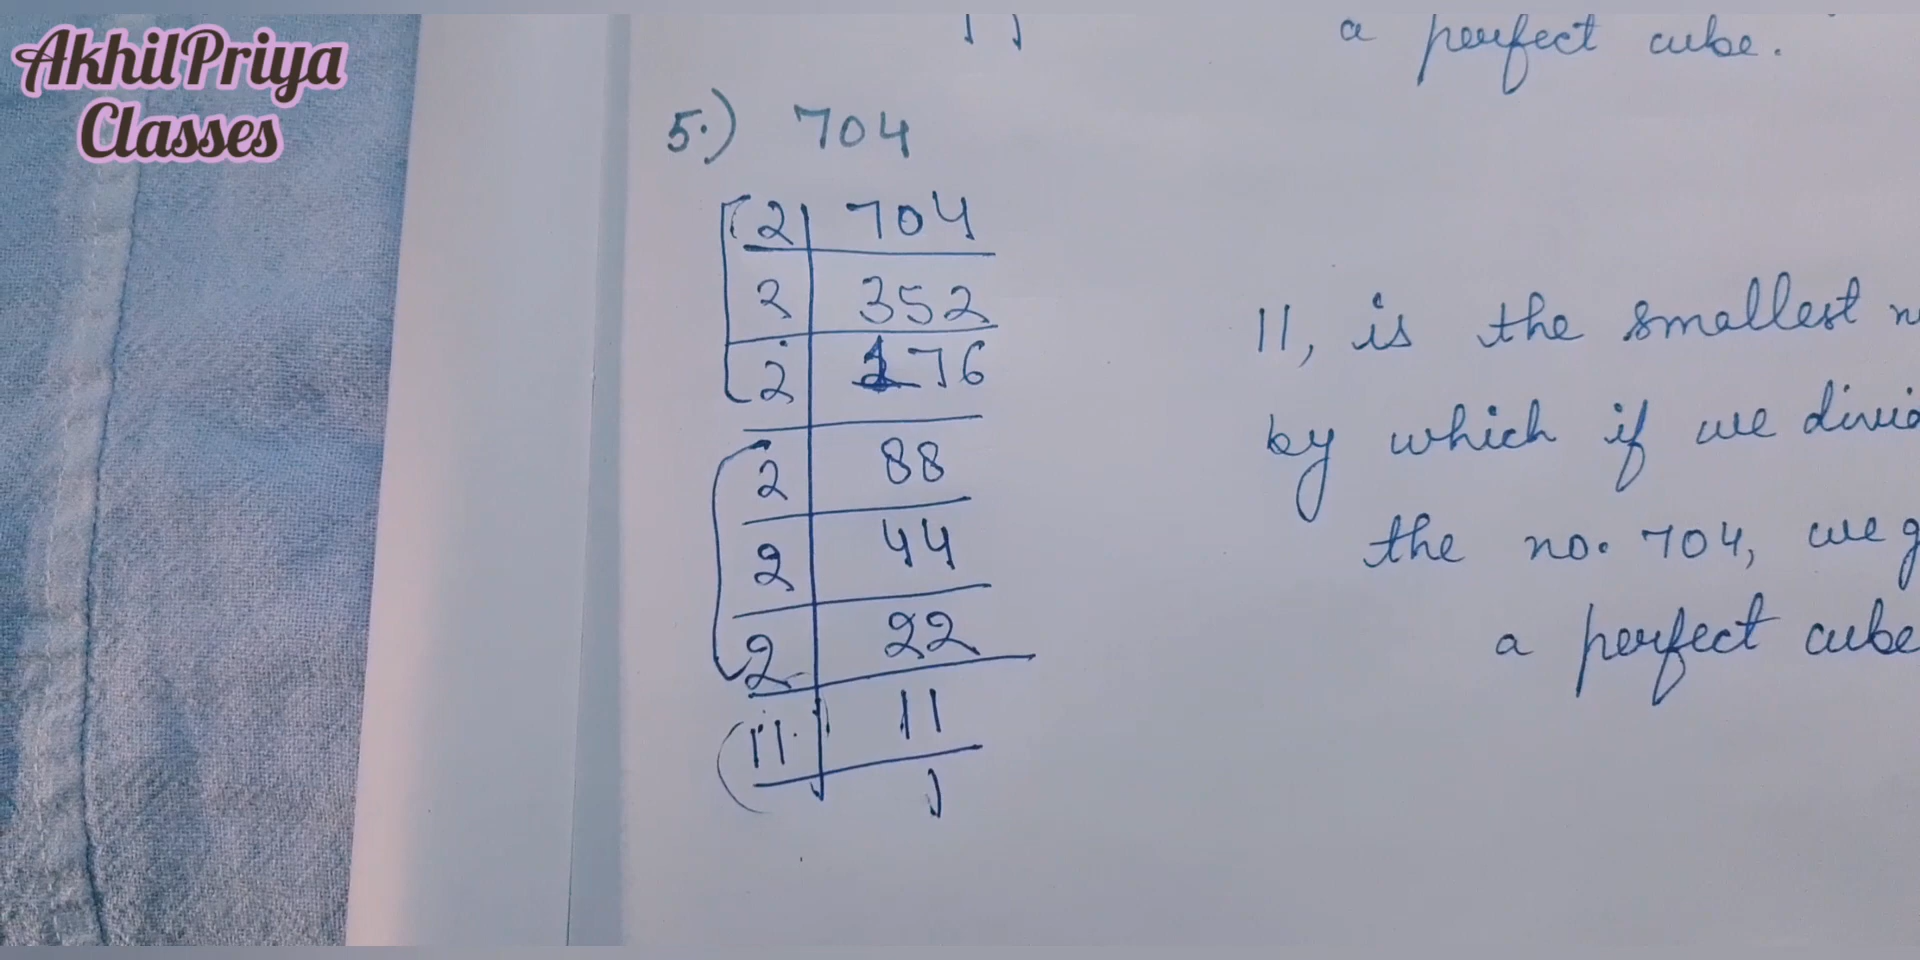 AkhilPriya
Classes
a perfect cube.
5.) 704
2 704
2 352
2 176
2 88
2 44
2 22
11 11
1
11, is the smallest
by which if we
the no. 704, we
a perfect cube